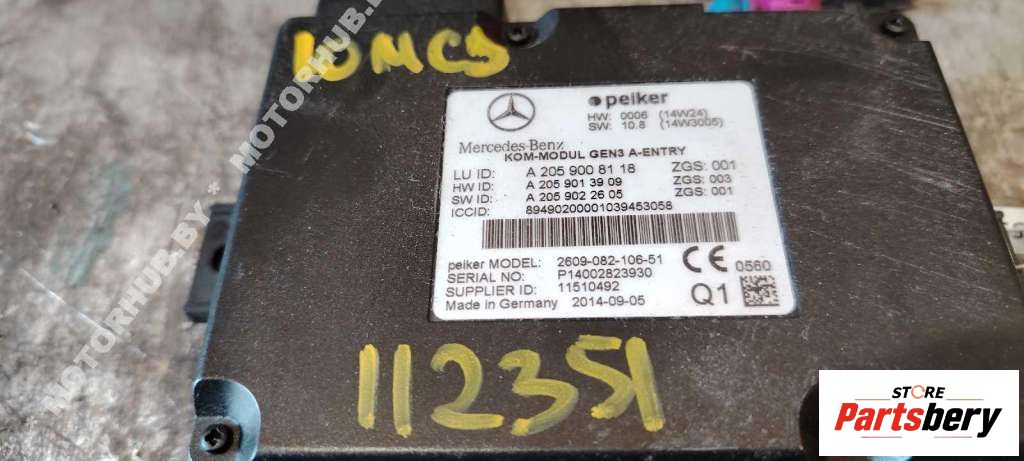 MOTORHUB.BY * MOTORHUB.BY
10MCS
peiker
HW: 0006 (14W24)
SW: 10.8 (14W3005)
Mercedes-Benz
KOM-MODUL GEN3 A-ENTRY
LU ID: A 205 900 81 18 ZGS: 001
HW ID: A 205 901 39 09 ZGS: 003
SW ID: A 205 902 26 05 ZGS: 001
ICCID: 89490200001039453058
peiker MODEL: 2609-082-106-51
SERIAL NO: P14002823930
SUPPLIER ID: 11510492
Made in Germany 2014-09-05
CE 0560
Q1
112351
STORE
Partsbery